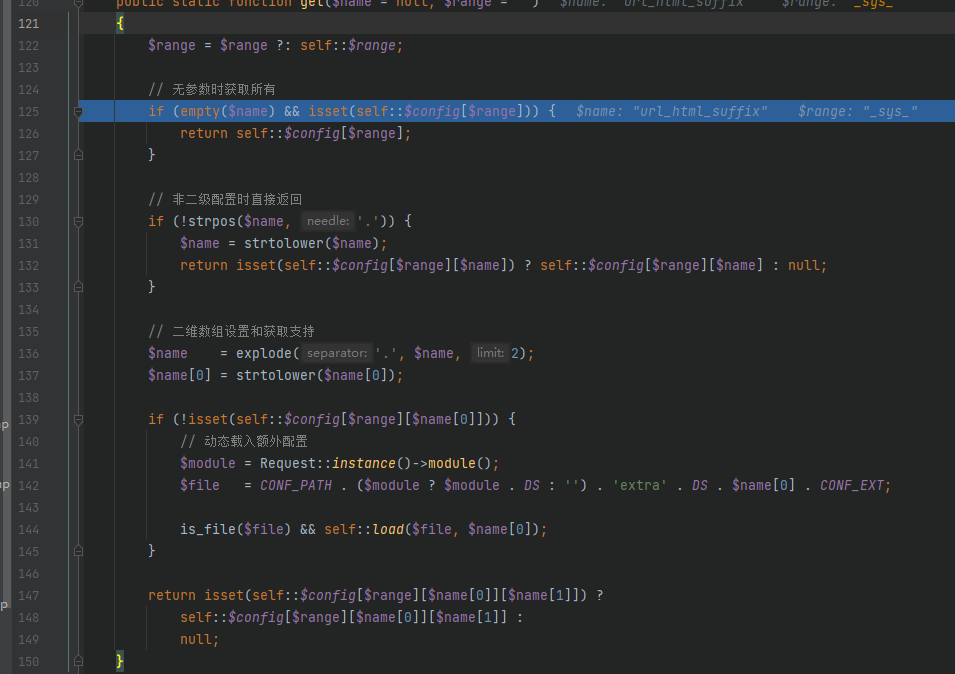 120 public static function get($name = null, $range = '') $name: "url_html_suffix" $range: "_sys_"
121 {
122 $range = $range ?: self::$range;
123
124 // 无参数时获取所有
125 if (empty($name) && isset(self::$config[$range])) { $name: "url_html_suffix" $range: "_sys_"
126 return self::$config[$range];
127 }
128
129 // 非二级配置时直接返回
130 if (!strpos($name, needle: '.')) {
131 $name = strtolower($name);
132 return isset(self::$config[$range][$name]) ? self::$config[$range][$name] : null;
133 }
134
135 // 二维数组设置和获取支持
136 $name = explode( separator: '.', $name, limit: 2);
137 $name[0] = strtolower($name[0]);
138
139 if (!isset(self::$config[$range][$name[0]])) {
140 // 动态载入额外配置
141 $module = Request::instance()->module();
142 $file = CONF_PATH . ($module ? $module . DS : '') . 'extra' . DS . $name[0] . CONF_EXT;
143
144 is_file($file) && self::load($file, $name[0]);
145 }
146
147 return isset(self::$config[$range][$name[0]][$name[1]]) ?
148 self::$config[$range][$name[0]][$name[1]] :
149 null;
150 }